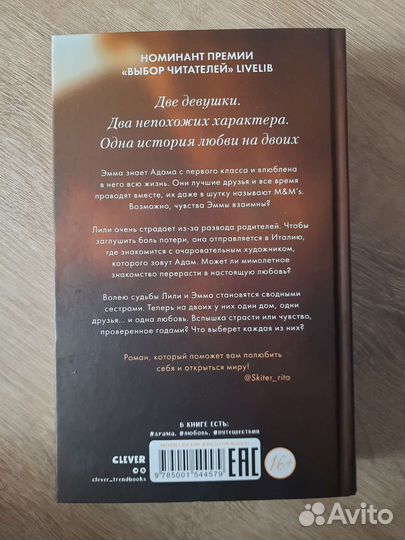 НОМИНАНТ ПРЕМИИ
«ВЫБОР ЧИТАТЕЛЕЙ» LIVELIB
Две девушки.
Два непохожих характера.
Одна история любви на двоих
Эмма знает Адама с первого класса и влюблена
в него всю жизнь. Они лучшие друзья и все время
проводят вместе, их даже в шутку называют M&M's.
Возможно, чувства Эммы взаимны?
Лили очень страдает из-за развода родителей. Чтобы
заглушить боль потери, она отправляется в Италию,
где знакомится с очаровательным художником,
которого зовут Адам. Может ли мимолетное
знакомство перерасти в настоящую любовь?
Волею судьбы Лили и Эмма становятся сводными
сестрами. Теперь на двоих у них один дом, одни
друзья... и одна любовь. Вспышка страсти или чувство,
проверенное годами? Что выберет каждая из них?
Роман, который поможет вам полюбить
себя и открыться миру!
@Skiter_rita
В КНИГЕ ЕСТЬ:
#драма, #любовь, #путешествия
CLEVER
clever_trendbooks
9 785001 544579
EAC
16+
Avito